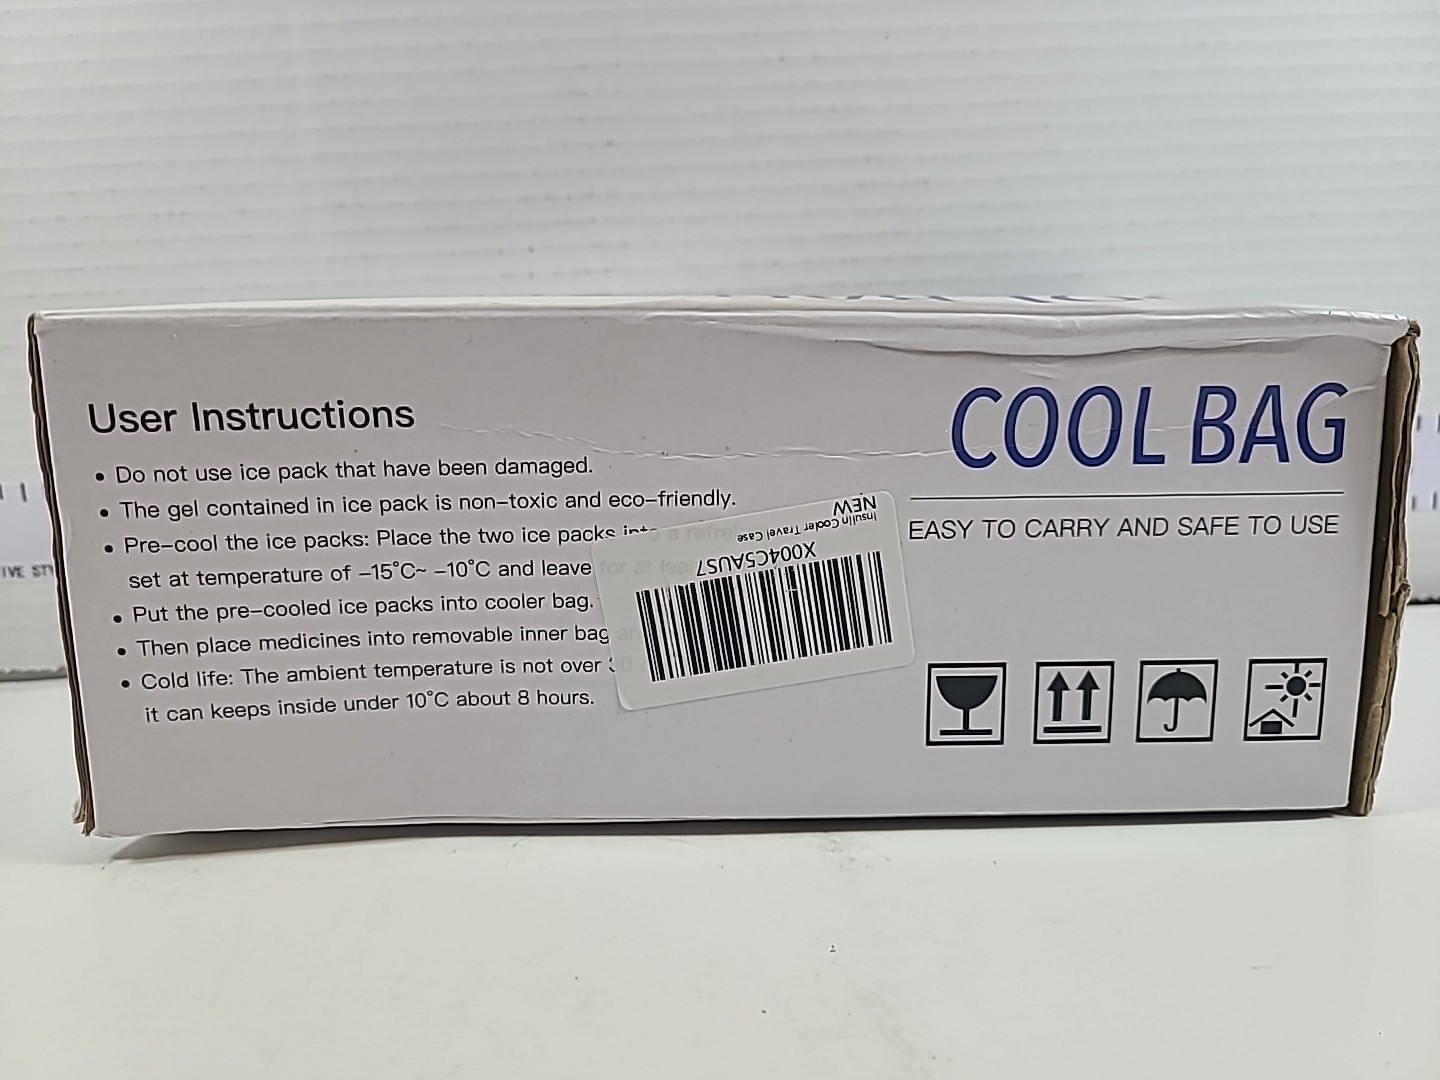 User Instructions
• Do not use ice pack that have been damaged.
• The gel contained in ice pack is non-toxic and eco-friendly.
• Pre-cool the ice packs: Place the two ice packs into a
set at temperature of -15°C~ -10°C and leave for at
• Put the pre-cooled ice packs into cooler bag.
• Then place medicines into removable inner bag
• Cold life: The ambient temperature is not over
it can keeps inside under 10°C about 8 hours.
X004C5AUS7
Insulin Cooler Travel Case
NEW
COOL BAG
EASY TO CARRY AND SAFE TO USE